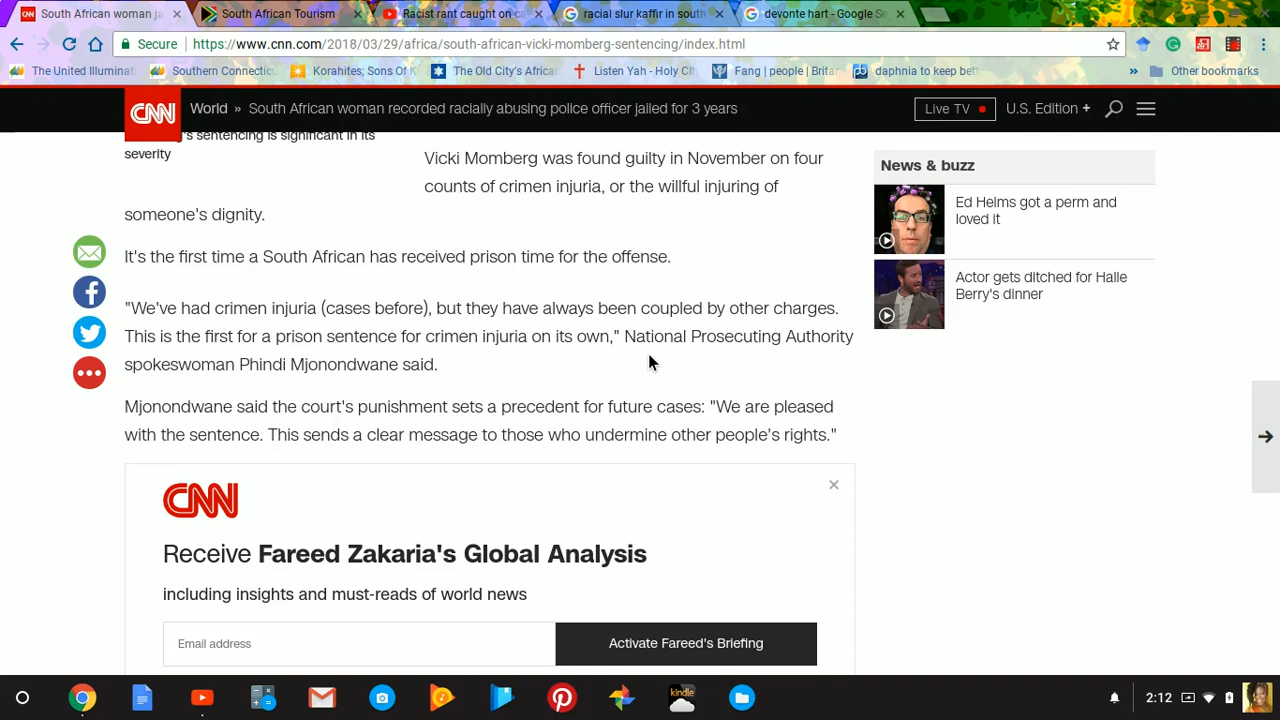 South African woman ja
South African Tourism
Racist rant caught on ca
racial slur kaffir in south
devonte hart - Google Se
Secure
https://www.cnn.com/2018/03/29/africa/south-african-vicki-momberg-sentencing/index.html
The United Illuminat
Southern Connecticu
Korahites; Sons Of K
The Old City's Africar
Listen Yah - Holy Cit
Fang | people | Brita
daphnia to keep bett
»
Other bookmarks
CNN
World » South African woman recorded racially abusing police officer jailed for 3 years
Live TV
U.S. Edition +
's sentencing is significant in its
severity
Vicki Momberg was found guilty in November on four
counts of crimen injuria, or the willful injuring of
someone's dignity.
It's the first time a South African has received prison time for the offense.
"We've had crimen injuria (cases before), but they have always been coupled by other charges.
This is the first for a prison sentence for crimen injuria on its own," National Prosecuting Authority
spokeswoman Phindi Mjonondwane said.
Mjonondwane said the court's punishment sets a precedent for future cases: "We are pleased
with the sentence. This sends a clear message to those who undermine other people's rights."
News & buzz
Ed Helms got a perm and
loved it
Actor gets ditched for Halle
Berry's dinner
CNN
Receive Fareed Zakaria's Global Analysis
including insights and must-reads of world news
Email address
Activate Fareed's Briefing
kindle
2:12